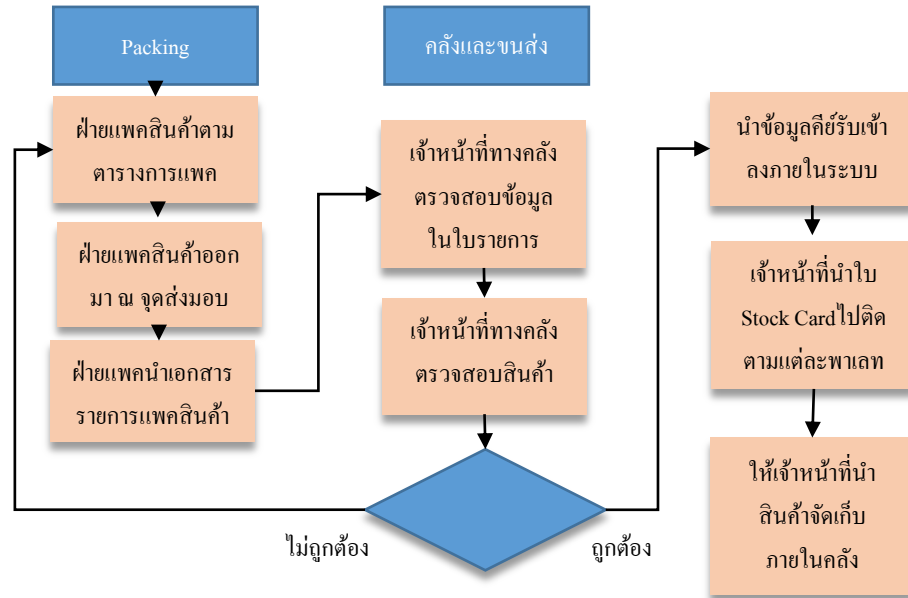 Packing
ฝ่ายแพคสินค้าตาม
ตารางการแพค
ฝ่ายแพคสินค้าออก
มา ณ จุดส่งมอบ
ฝ่ายแพคนำเอกสาร
รายการแพคสินค้า
คลังและขนส่ง
เจ้าหน้าที่ทางคลัง
ตรวจสอบข้อมูล
ในใบรายการ
เจ้าหน้าที่ทางคลัง
ตรวจสอบสินค้า
ไม่ถูกต้อง
ถูกต้อง
นำข้อมูลคีย์รับเข้า
ลงภายในระบบ
เจ้าหน้าที่นำใบ
Stock Cardไปติด
ตามแต่ละพาเลท
ให้เจ้าหน้าที่นำ
สินค้าจัดเก็บ
ภายในคลัง